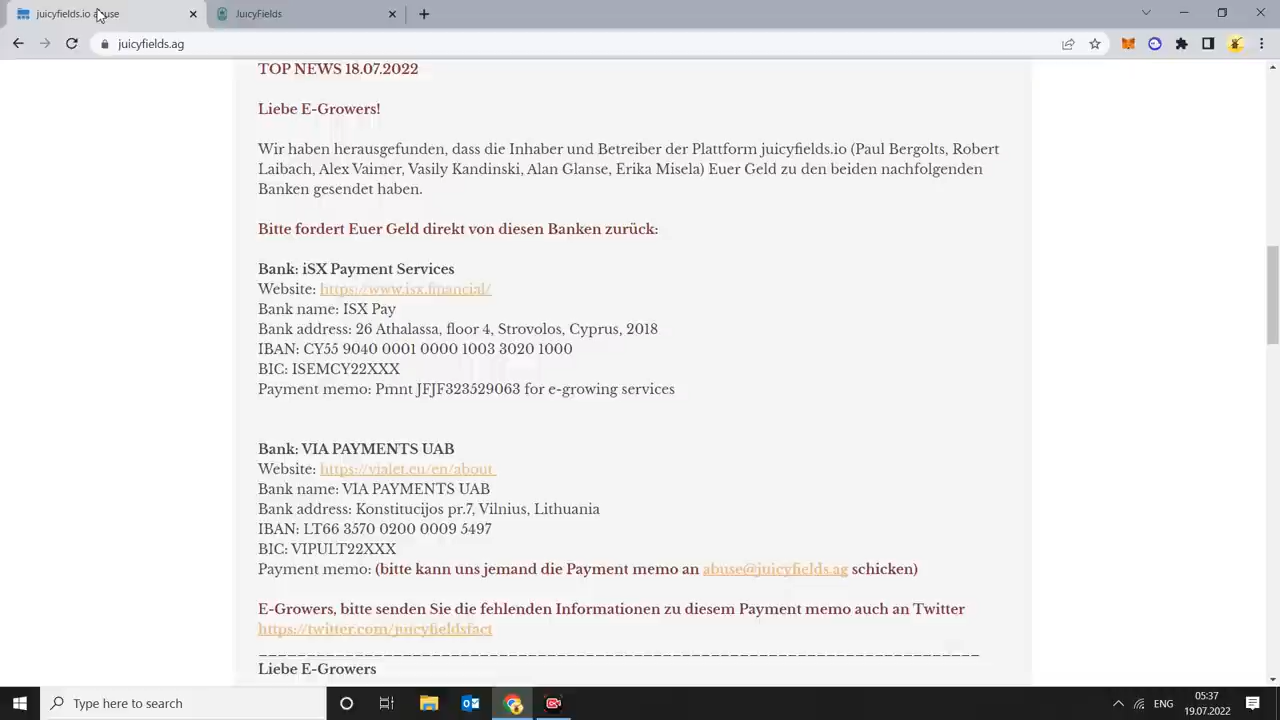 juicyfields.io abuse
JuicyFields
juicyfields.ag
TOP NEWS 18.07.2022
Liebe E-Growers!
Wir haben herausgefunden, dass die Inhaber und Betreiber der Plattform juicyfields.io (Paul Bergolts, Robert
Laibach, Alex Vaimer, Vasily Kandinski, Alan Glanse, Erika Misela) Euer Geld zu den beiden nachfolgenden
Banken gesendet haben.
Bitte fordert Euer Geld direkt von diesen Banken zurück:
Bank: iSX Payment Services
Website: https://www.isx.financial/
Bank name: ISX Pay
Bank address: 26 Athalassa, floor 4, Strovolos, Cyprus, 2018
IBAN: CY55 9040 0001 0000 1003 3020 1000
BIC: ISEMCY22XXX
Payment memo: Pmnt JFJF323529063 for e-growing services
Bank: VIA PAYMENTS UAB
Website: https://vialet.eu/en/about
Bank name: VIA PAYMENTS UAB
Bank address: Konstitucijos pr.7, Vilnius, Lithuania
IBAN: LT66 3570 0200 0009 5497
BIC: VIPULT22XXX
Payment memo: (bitte kann uns jemand die Payment memo an abuse@juicyfields.ag schicken)
E-Growers, bitte senden Sie die fehlenden Informationen zu diesem Payment memo auch an Twitter
https://twitter.com/juicyfieldsfact
Liebe E-Growers
Type here to search
ENG
05:37
19.07.2022